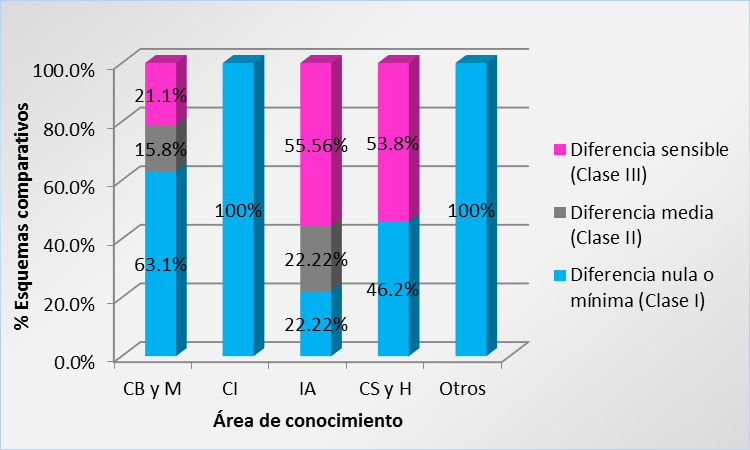 % Esquemas comparativos
100.0%
80.0%
60.0%
40.0%
20.0%
0.0%
21.1%
15.8%
63.1%
100%
55.56%
22.22%
22.22%
53.8%
46.2%
100%
CB y M
CI
IA
CS y H
Otros
Área de conocimiento
Diferencia sensible
(Clase III)
Diferencia media
(Clase II)
Diferencia nula o
mínima (Clase I)